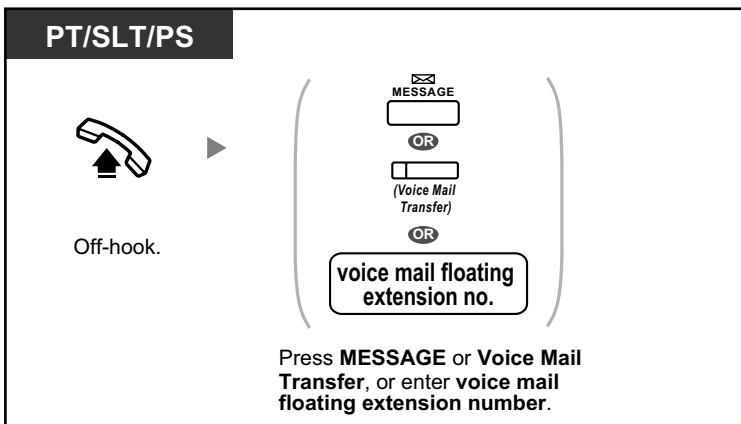 PT/SLT/PS
MESSAGE
OR
(Voice Mail
Transfer)
OR
Off-hook.
voice mail floating
extension no.
Press MESSAGE or Voice Mail
Transfer, or enter voice mail
floating extension number.